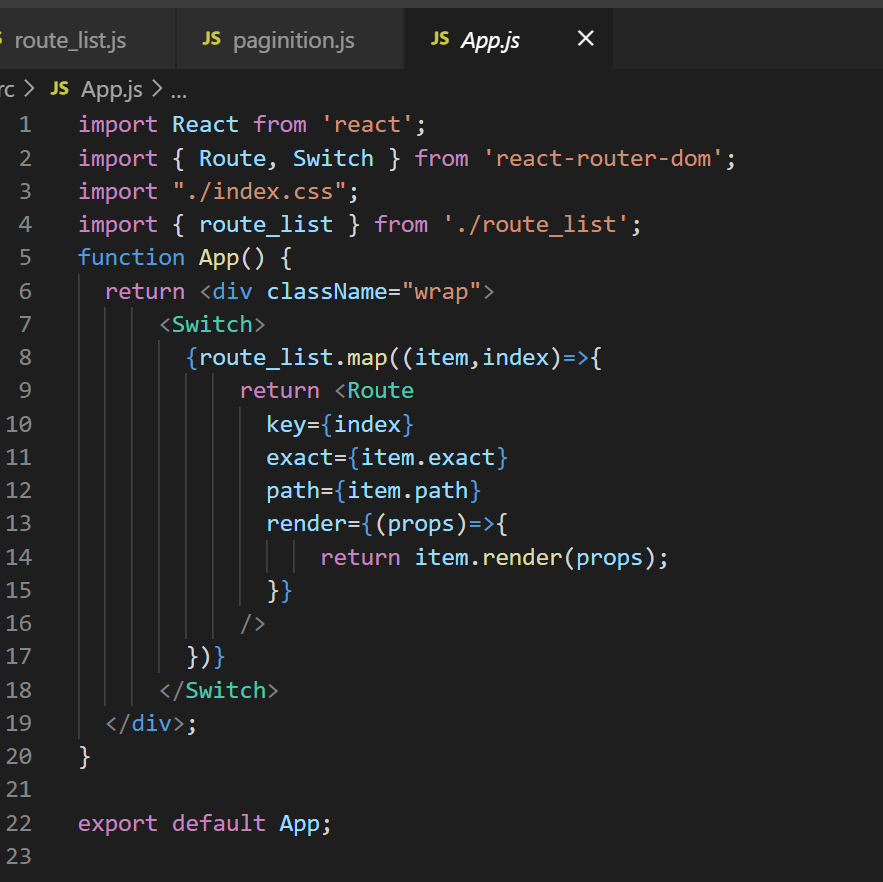 JS route_list.js JS paginition.js JS App.js ×
rc > JS App.js > ...
1 import React from 'react';
2 import { Route, Switch } from 'react-router-dom';
3 import "./index.css";
4 import { route_list } from './route_list';
5 function App() {
6 return <div className="wrap">
7 <Switch>
8 {route_list.map((item,index)=>{
9 return <Route
10 key={index}
11 exact={item.exact}
12 path={item.path}
13 render={(props)=>{
14 return item.render(props);
15 }}
16 />
17 })}
18 </Switch>
19 </div>;
20 }
21
22 export default App;
23